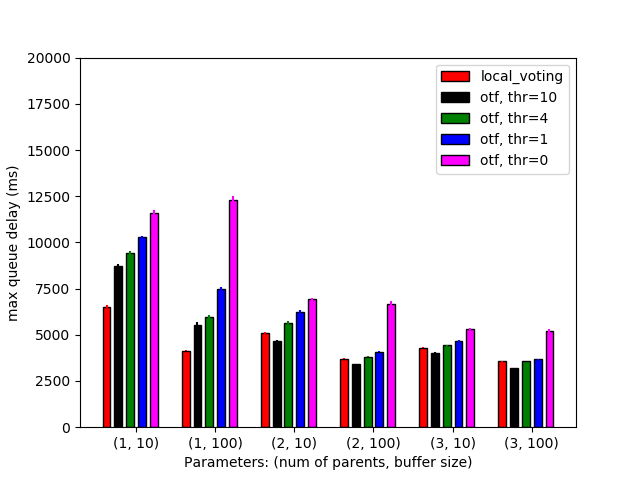 20000
17500
15000
12500
10000
7500
5000
2500
0
max queue delay (ms)
local_voting
otf, thr=10
otf, thr=4
otf, thr=1
otf, thr=0
(1, 10)
(1, 100)
(2, 10)
(2, 100)
(3, 10)
(3, 100)
Parameters: (num of parents, buffer size)